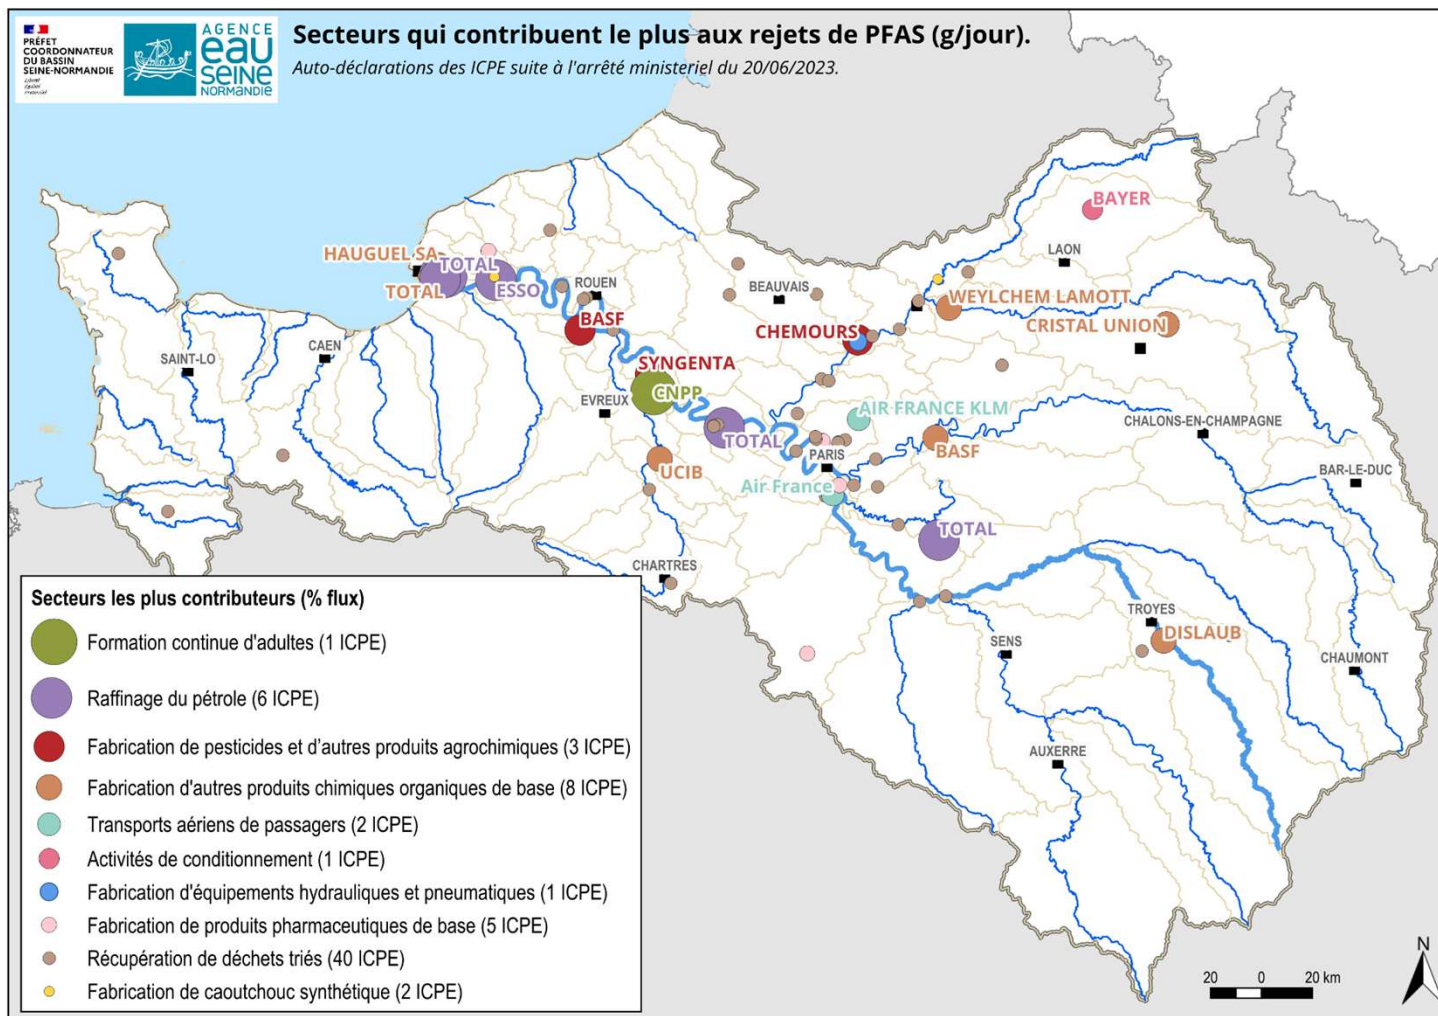 PRÉFET
COORDONNATEUR
DU BASSIN
SEINE-NORMANDIE
AGENCE
eau
SEINE
NORMANDIE
Secteurs qui contribuent le plus aux rejets de PFAS (g/jour).
Auto-déclarations des ICPE suite à l'arrêté ministeriel du 20/06/2023.
BAYER
LAON
HAUGUEL SA
TOTAL
TOTAL
ESSO
ROUEN
BEAUVAIS
WEYLCHEM LAMOTT
BASF
CHEMOURS
CRISTAL UNION
CAEN
SAINT-LO
SYNGENTA
CNPP
EVREUX
AIR FRANCE KLM
CHALONS-EN-CHAMPAGNE
TOTAL
BASF
PARIS
UCIB
BAR-LE-DUC
Air France
TOTAL
CHARTRES
TROYES
DISLAUB
SENS
CHAUMONT
AUXERRE
Secteurs les plus contributeurs (% flux)
Formation continue d'adultes (1 ICPE)
Raffinage du pétrole (6 ICPE)
Fabrication de pesticides et d’autres produits agrochimiques (3 ICPE)
Fabrication d'autres produits chimiques organiques de base (8 ICPE)
Transports aériens de passagers (2 ICPE)
Activités de conditionnement (1 ICPE)
Fabrication d'équipements hydrauliques et pneumatiques (1 ICPE)
Fabrication de produits pharmaceutiques de base (5 ICPE)
Récupération de déchets triés (40 ICPE)
Fabrication de caoutchouc synthétique (2 ICPE)
N
20 0 20 km